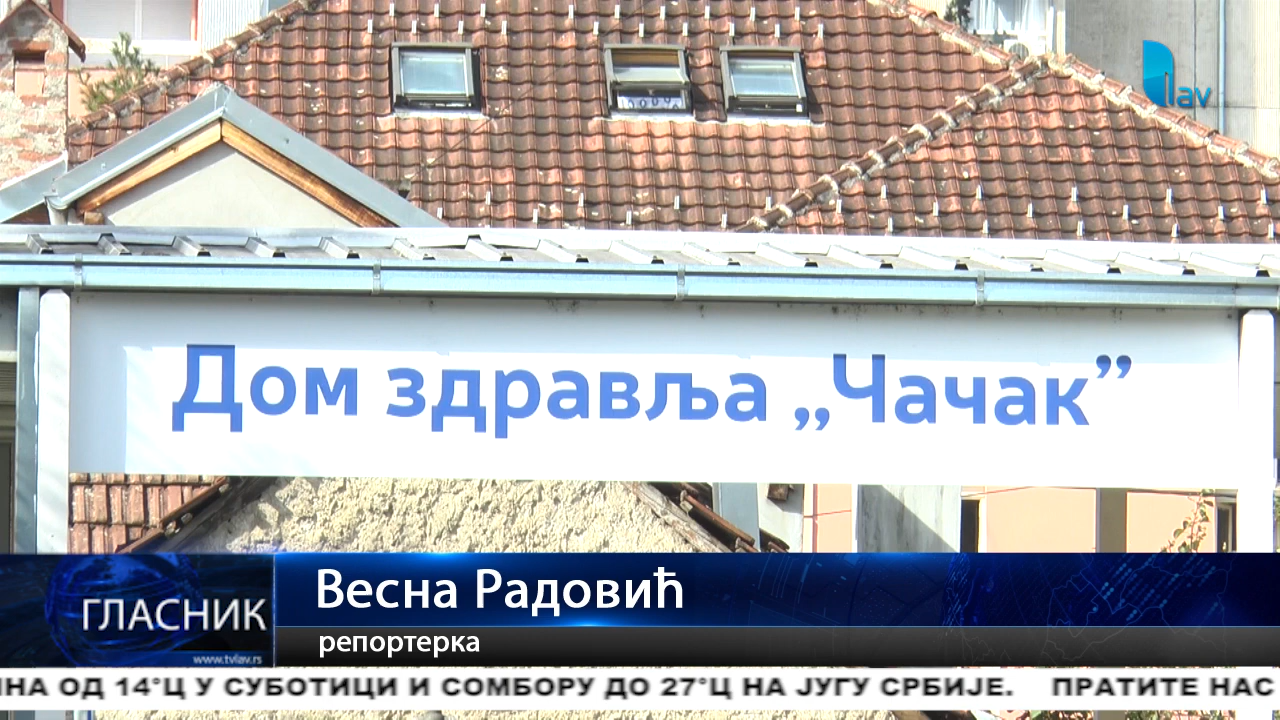 lav
Дом здравља „Чачак”
Весна Радовић
ГЛАСНИК
репортерка
www.tvlav.rs
НА ОД 14°Ц У СУБОТИЦИ И СОМБОРУ ДО 27°Ц НА ЈУГУ СРБИЈЕ. ПРАТИТЕ НАС